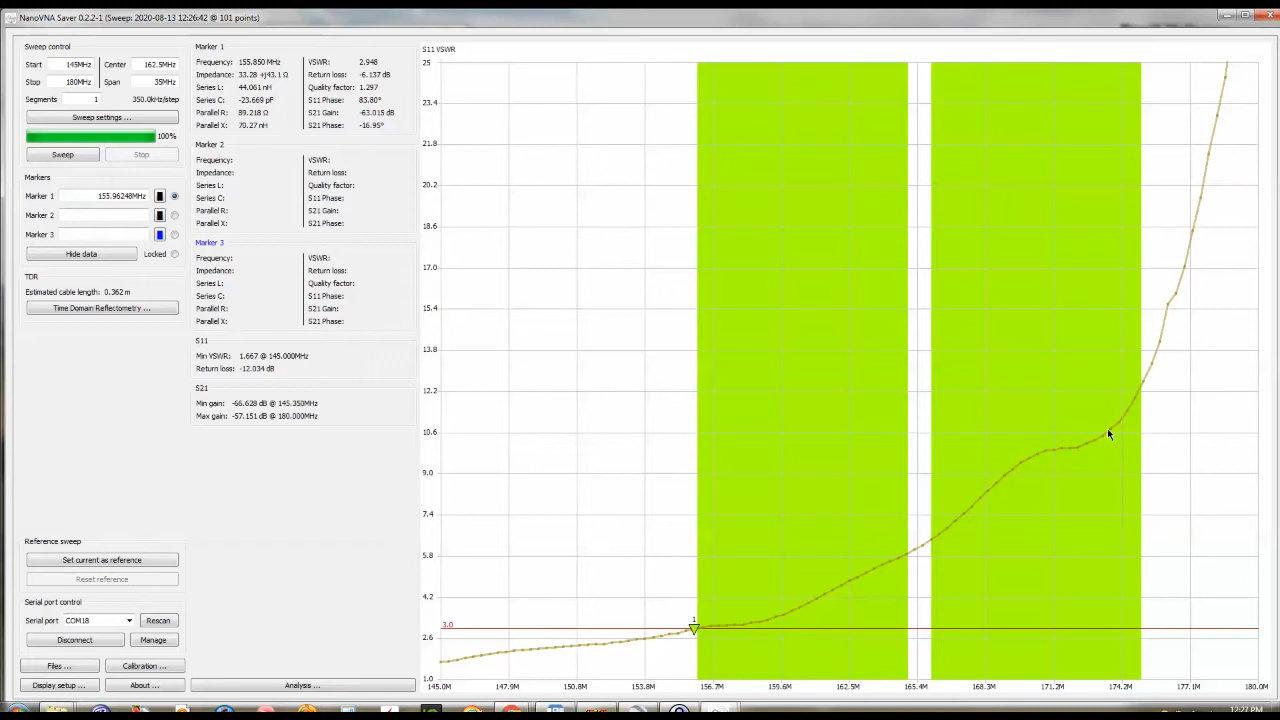 NanoVNA Saver 0.2.2-1 (Sweep: 2020-08-13 12:26:42 @ 101 points)
Sweep control
Start 145MHz Center 162.5MHz
Stop 180MHz Span 35MHz
Segments 1 350.0kHz/step
Sweep settings ...
100%
Sweep Stop
Markers
Marker 1 155.96248MHz
Marker 2
Marker 3
Hide data Locked
TDR
Estimated cable length: 0.362 m
Time Domain Reflectometry ...
Reference sweep
Set current as reference
Reset reference
Serial port control
Serial port COM18 Rescan
Disconnect Manage
Files ... Calibration ...
Display setup ... About ...
Marker 1
Frequency: 155.850 MHz VSWR: 2.948
Impedance: 33.28 +j43.1 Ω Return loss: -6.137 dB
Series L: 44.061 nH Quality factor: 1.297
Series C: -23.669 pF S11 Phase: 83.80°
Parallel R: 89.218 Ω S21 Gain: -63.015 dB
Parallel X: 70.27 nH S21 Phase: -16.95°
Marker 2
Frequency: VSWR:
Impedance: Return loss:
Series L: Quality factor:
Series C: S11 Phase:
Parallel R: S21 Gain:
Parallel X: S21 Phase:
Marker 3
Frequency: VSWR:
Impedance: Return loss:
Series L: Quality factor:
Series C: S11 Phase:
Parallel R: S21 Gain:
Parallel X: S21 Phase:
S11
Min VSWR: 1.667 @ 145.000MHz
Return loss: -12.034 dB
S21
Min gain: -66.628 dB @ 145.350MHz
Max gain: -57.151 dB @ 180.000MHz
Analysis ...
S11 VSWR
25
23.4
21.8
20.2
18.6
17.0
15.4
13.8
12.2
10.6
9.0
7.4
5.8
4.2
3.0
1
2.6
1.0
145.0M 147.9M 150.8M 153.8M 156.7M 159.6M 162.5M 165.4M 168.3M 171.2M 174.2M 177.1M 180.0M
12:27 PM